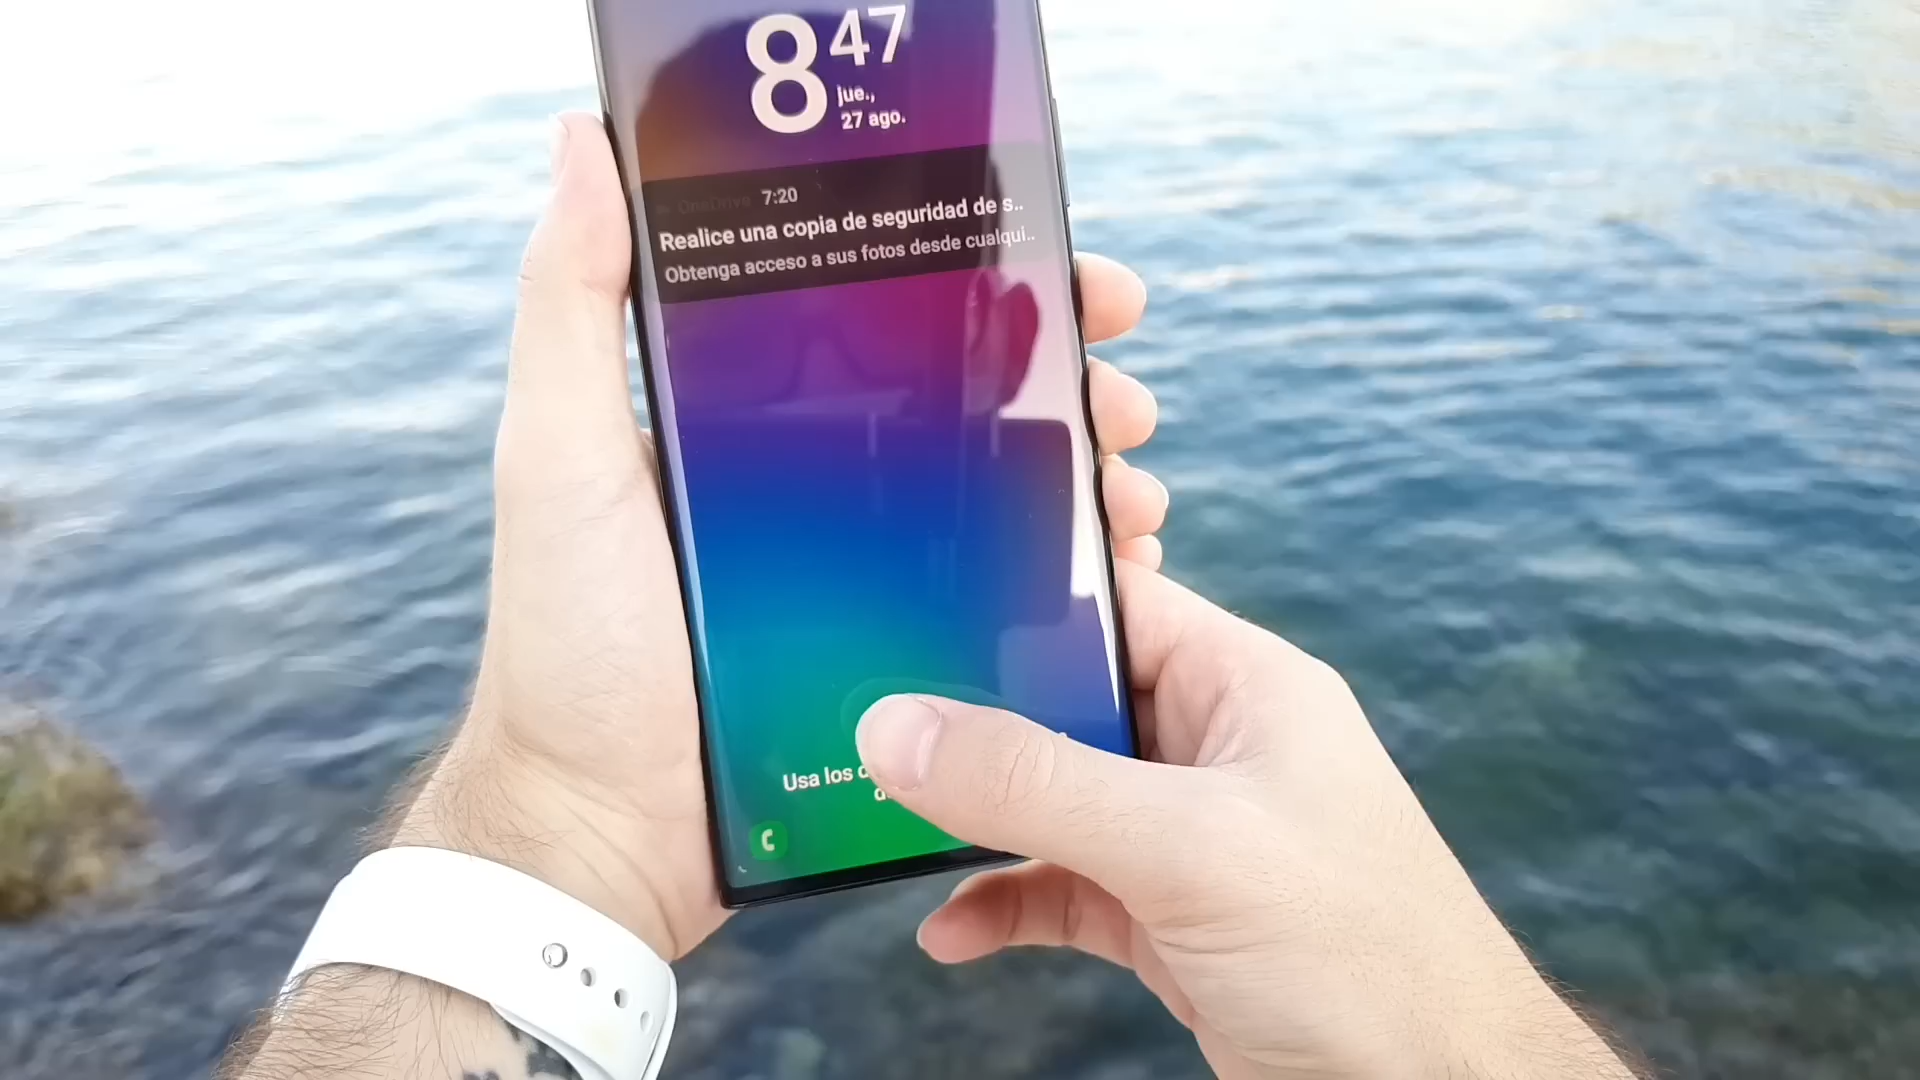 8 47
jue.,
27 ago.
OneDrive 7:20
Realice una copia de seguridad de s..
Obtenga acceso a sus fotos desde cualqui..
Usa los